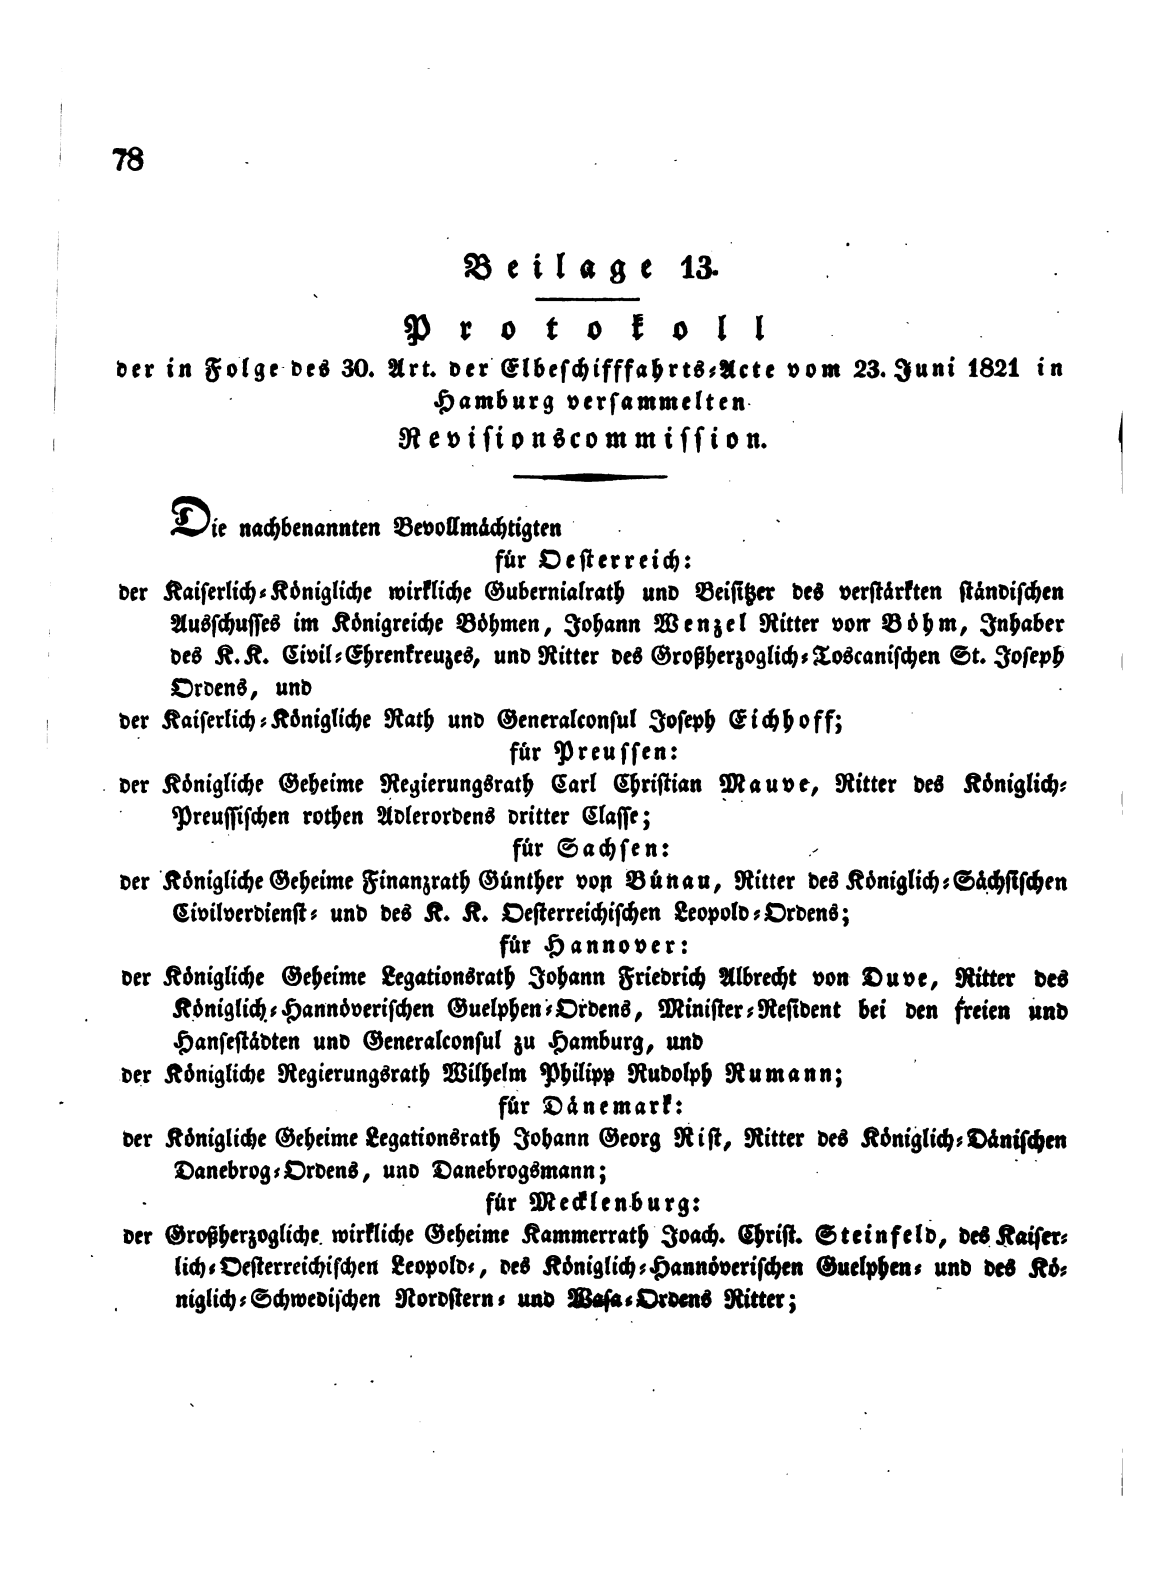 78
Beilage 13.
Protokoll
der in Folge des 30. Art. der Elbeschifffahrts-Acte vom 23. Juni 1821 in
Hamburg versammelten
Revisionscommission.
Die nachbenannten Bevollmächtigten
für Oesterreich:
der Kaiserlich-Königliche wirkliche Gubernialrath und Beisitzer des verstärkten ständischen
Ausschusses im Königreiche Böhmen, Johann Wenzel Ritter von Böhm, Inhaber
des K. K. Civil-Ehrenkreuzes, und Ritter des Großherzoglich-Toscanischen St. Joseph
Ordens, und
der Kaiserlich-Königliche Rath und Generalconsul Joseph Eichhoff;
für Preussen:
der Königliche Geheime Regierungsrath Carl Christian Mauve, Ritter des Königlich-
Preussischen rothen Adlerordens dritter Classe;
für Sachsen:
der Königliche Geheime Finanzrath Günther von Bünau, Ritter des Königlich-Sächsischen
Civilverdienst- und des K. K. Oesterreichischen Leopold-Ordens;
für Hannover:
der Königliche Geheime Legationsrath Johann Friedrich Albrecht von Duve, Ritter des
Königlich-Hannöverischen Guelphen-Ordens, Minister-Resident bei den freien und
Hansestädten und Generalconsul zu Hamburg, und
der Königliche Regierungsrath Wilhelm Philipp Rudolph Rumann;
für Dänemark:
der Königliche Geheime Legationsrath Johann Georg Rist, Ritter des Königlich-Dänischen
Danebrog-Ordens, und Danebrogsmann;
für Mecklenburg:
der Großherzogliche wirkliche Geheime Kammerrath Joach. Christ. Steinfeld, des Kaiser-
lich-Oesterreichischen Leopold-, des Königlich-Hannöverischen Guelphen- und des Kö-
niglich-Schwedischen Nordstern- und Wasa-Ordens Ritter;